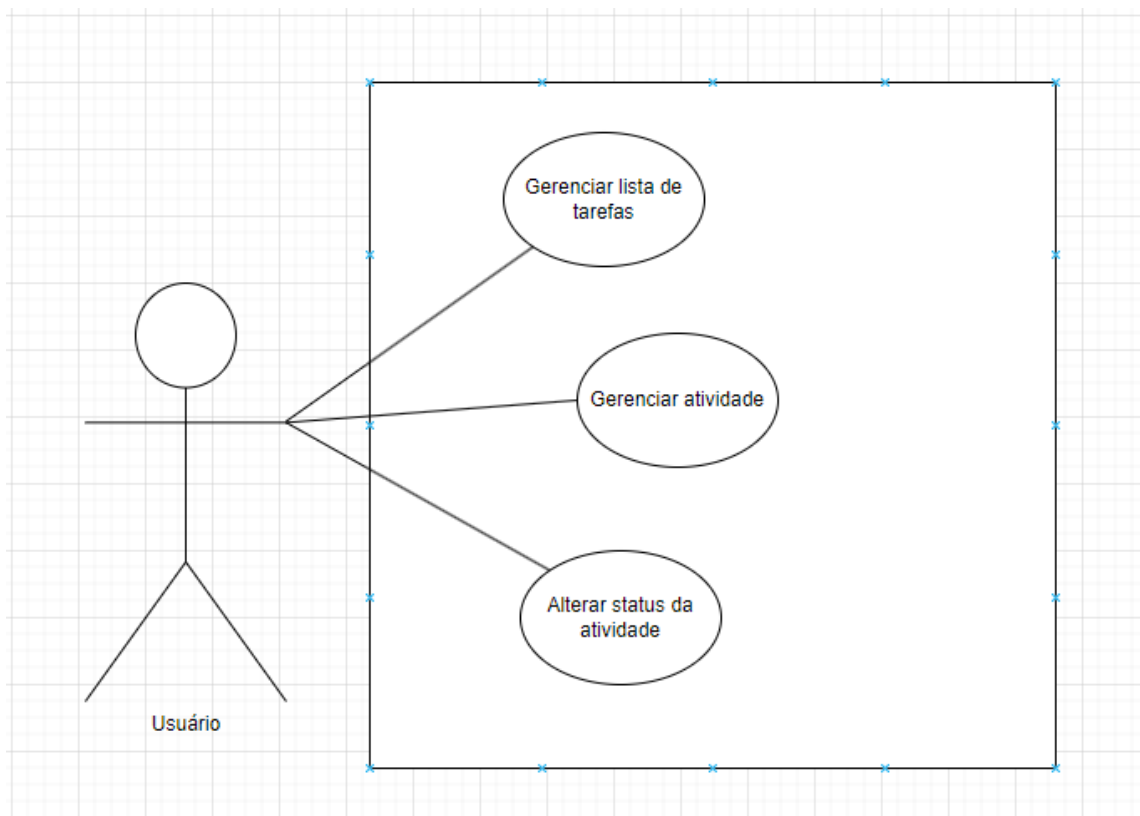 Gerenciar lista de
tarefas
Gerenciar atividade
Alterar status da
atividade
Usuário